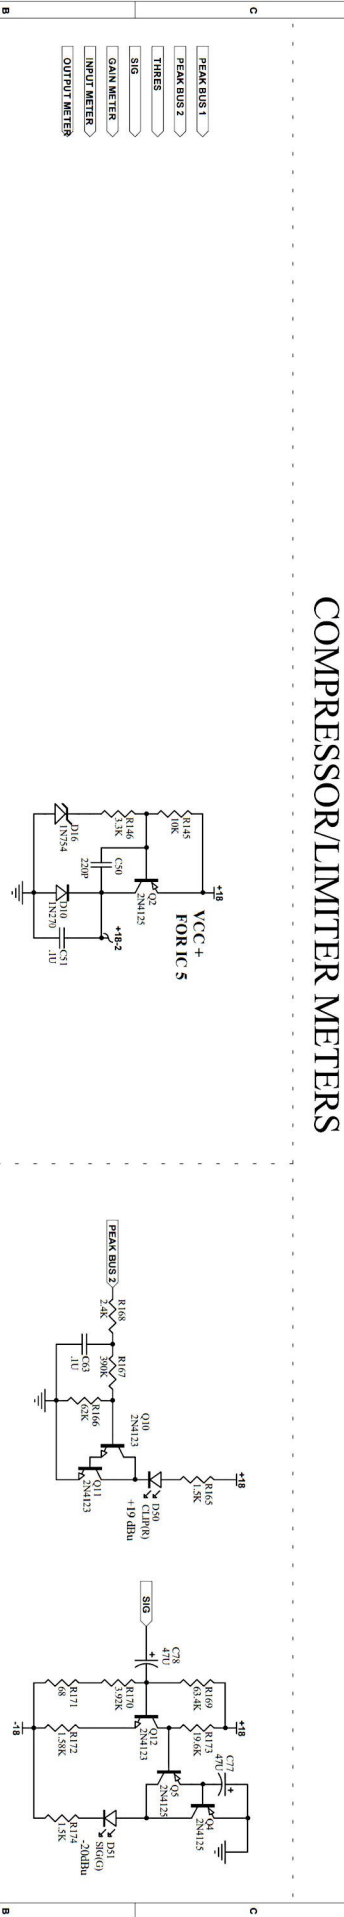 COMPRESSOR/LIMITER METERS
C
B
PEAK BUS 1
PEAK BUS 2
THRES
SIG
GAIN METER
INPUT METER
OUTPUT METER
+18
R145
10K
Q2
2N4125
VCC +
FOR IC 5
R146
3.3K
C50
220P
+18-2
D16
1N754
D10
1N270
C51
.1U
PEAK BUS 2
R168
2.4K
R167
390K
C63
.1U
R166
62K
Q10
2N4123
Q11
2N4123
+18
R165
1.5K
D50
CLIP(R)
+19 dBu
SIG
C78
47U
+18
R169
63.4K
R173
19.6K
C77
47U
R170
3.92K
Q12
2N4123
Q5
2N4125
Q4
2N4125
R171
68
R172
1.58K
-18
R174
1.5K
D51
SIG(G)
-20dBu
C
B